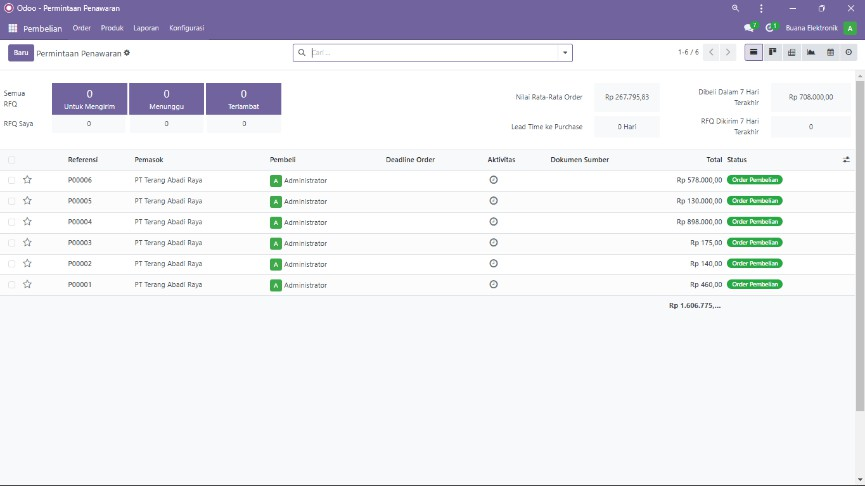 Odoo - Permintaan Penawaran
Pembelian Order Produk Laporan Konfigurasi 7 1 Buana Elektronik A
Baru Permintaan Penawaran Cari ... 1-6 / 6
Semua RFQ 0 Untuk Mengirim 0 Menunggu 0 Terlambat
RFQ Saya 0 0 0
Nilai Rata-Rata Order Rp 267.795,83 Dibeli Dalam 7 Hari Terakhir Rp 708.000,00
Lead Time ke Purchase 0 Hari RFQ Dikirim 7 Hari Terakhir 0
Referensi Pemasok Pembeli Deadline Order Aktivitas Dokumen Sumber Total Status
P00006 PT Terang Abadi Raya A Administrator Rp 578.000,00 Order Pembelian
P00005 PT Terang Abadi Raya A Administrator Rp 130.000,00 Order Pembelian
P00004 PT Terang Abadi Raya A Administrator Rp 898.000,00 Order Pembelian
P00003 PT Terang Abadi Raya A Administrator Rp 175,00 Order Pembelian
P00002 PT Terang Abadi Raya A Administrator Rp 140,00 Order Pembelian
P00001 PT Terang Abadi Raya A Administrator Rp 460,00 Order Pembelian
Rp 1.606.775,...